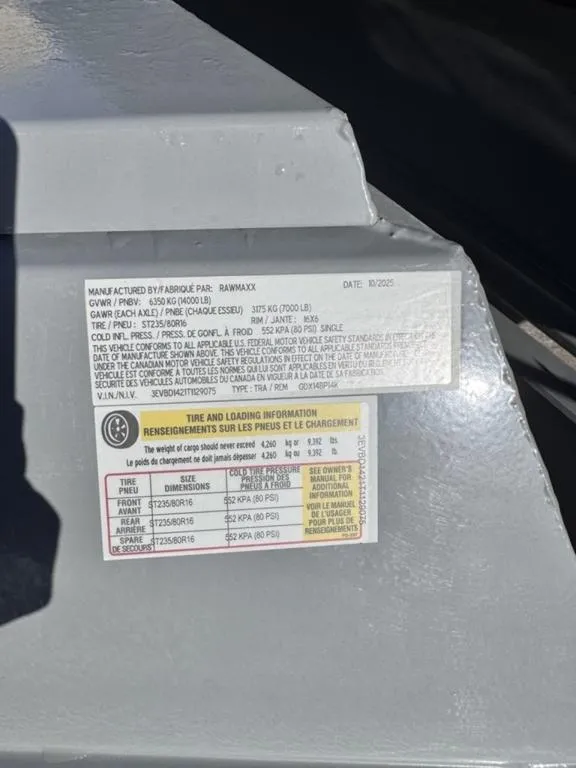 MANUFACTURED BY/FABRIQUÉ PAR: RAWMAXX DATE: 10/2025
GVWR / PNBV: 6350 KG (14000 LB)
GAWR (EACH AXLE) / PNBE (CHAQUE ESSIEU) 3175 KG (7000 LB)
TIRE / PNEU : ST235/80R16 RIM / JANTE : 16X6
COLD INFL. PRESS. / PRESS. DE GONFL. À FROID 552 KPA (80 PSI) SINGLE
THIS VEHICLE CONFORMS TO ALL APPLICABLE U.S. FEDERAL MOTOR VEHICLE SAFETY STANDARDS IN EFFECT ON THE
DATE OF MANUFACTURE SHOWN ABOVE. THIS VEHICLE CONFORMS TO ALL APPLICABLE STANDARDS PRESCRIBED
UNDER THE CANADIAN MOTOR VEHICLE SAFETY REGULATIONS IN EFFECT ON THE DATE OF MANUFACTURE / CE
VÉHICULE EST CONFORME A TOUTES LES NORMES QUI LUI SONT APPLICABLES EN VERTU DU RÈGLEMENT SUR LA
SÉCURITÉ DES VÉHICULES AUTOMOBILES DU CANADA EN VIGUEUR A LA DATE DE SA FABRICATION.
V.I.N/N.I.V. 3EVBD1421T1129075 TYPE : TRA / REM GDX14BP14K
TIRE AND LOADING INFORMATION
RENSEIGNEMENTS SUR LES PNEUS ET LE CHARGEMENT
The weight of cargo should never exceed 4,260 kg or 9,392 lbs.
Le poids du chargement ne doit jamais dépasser 4,260 kg ou 9,392 lb.
TIRE PNEU
SIZE DIMENSIONS
COLD TIRE PRESSURE PRESSION DES PNEUS A FROID
FRONT AVANT ST235/80R16 552 KPA (80 PSI)
REAR ARRIÈRE ST235/80R16 552 KPA (80 PSI)
SPARE DE SECOURS ST235/80R16 552 KPA (80 PSI)
SEE OWNER'S
MANUAL FOR
ADDITIONAL
INFORMATION
VOIR LE MANUEL
DE L'USAGER
POUR PLUS DE
RENSEIGNEMENTS
3EVBD1421T1129075